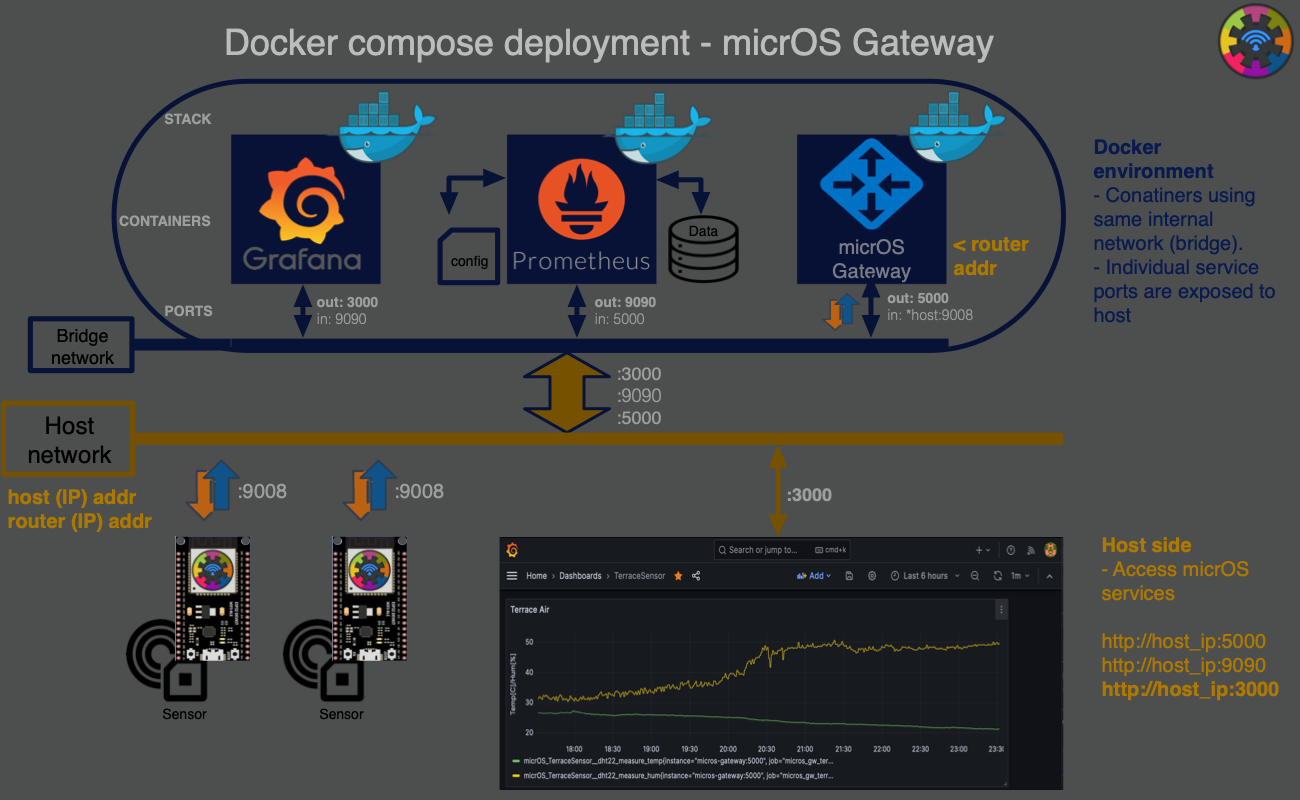 Docker compose deployment - micrOS Gateway
STACK
CONTAINERS
PORTS
Grafana
config
Prometheus
Data
micrOS
Gateway
< router
addr
out: 3000
in: 9090
out: 9090
in: 5000
out: 5000
in: *host:9008
Docker
environment
- Conatiners using
same internal
network (bridge).
- Individual service
ports are exposed to
host
Bridge
network
:3000
:9090
:5000
Host
network
host (IP) addr
router (IP) addr
:9008
:9008
:3000
Sensor
Sensor
Search or jump to...
cmd+k
Home › Dashboards › TerraceSensor
Add
Last 6 hours
1m
Terrace Air
Temp[C]/Hum[%]
50
40
30
20
18:00 18:30 19:00 19:30 20:00 20:30 21:00 21:30 22:00 22:30 23:00 23:3
micrOS_TerraceSensor__dht22_measure_temp{instance="micros-gateway:5000", job="micros_gw_ter...
micrOS_TerraceSensor__dht22_measure_hum{instance="micros-gateway:5000", job="micros_gw_terr...
Host side
- Access micrOS
services
http://host_ip:5000
http://host_ip:9090
http://host_ip:3000